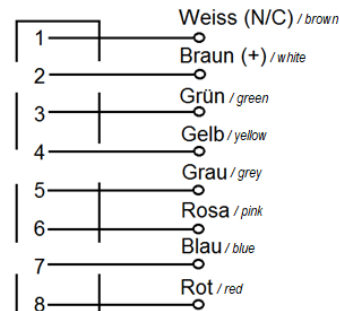 Weiss (N/C) / brown
1
Braun (+) / white
2
Grün / green
3
Gelb / yellow
4
Grau / grey
5
Rosa / pink
6
Blau / blue
7
Rot / red
8